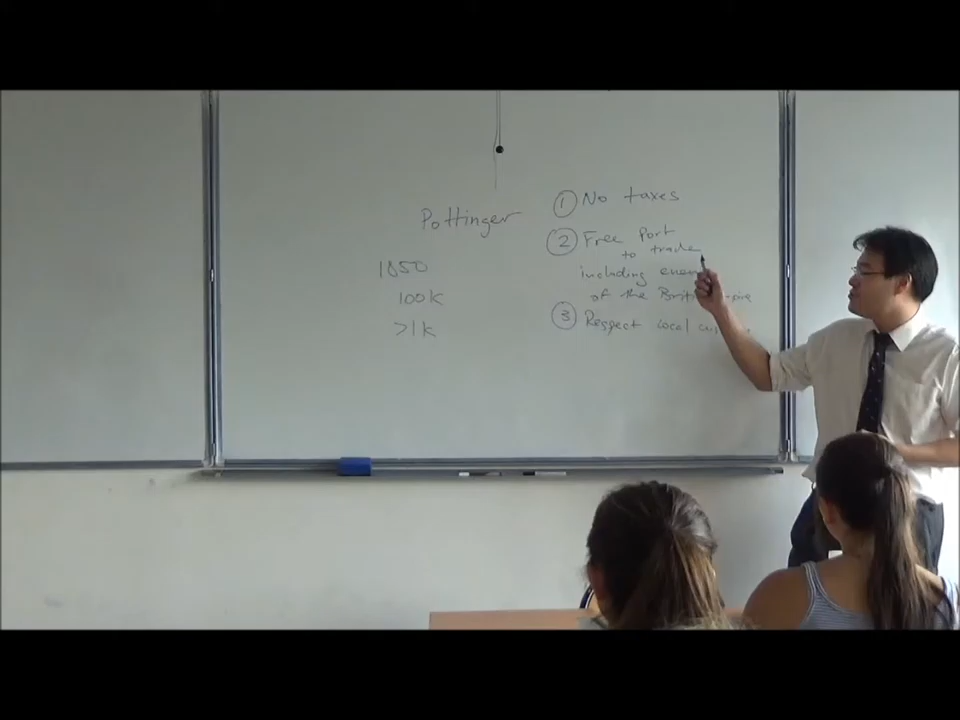 Pottinger
1850
100k
>1k
① No taxes
② Free Port
to trade
including
of the
③ Respect Local